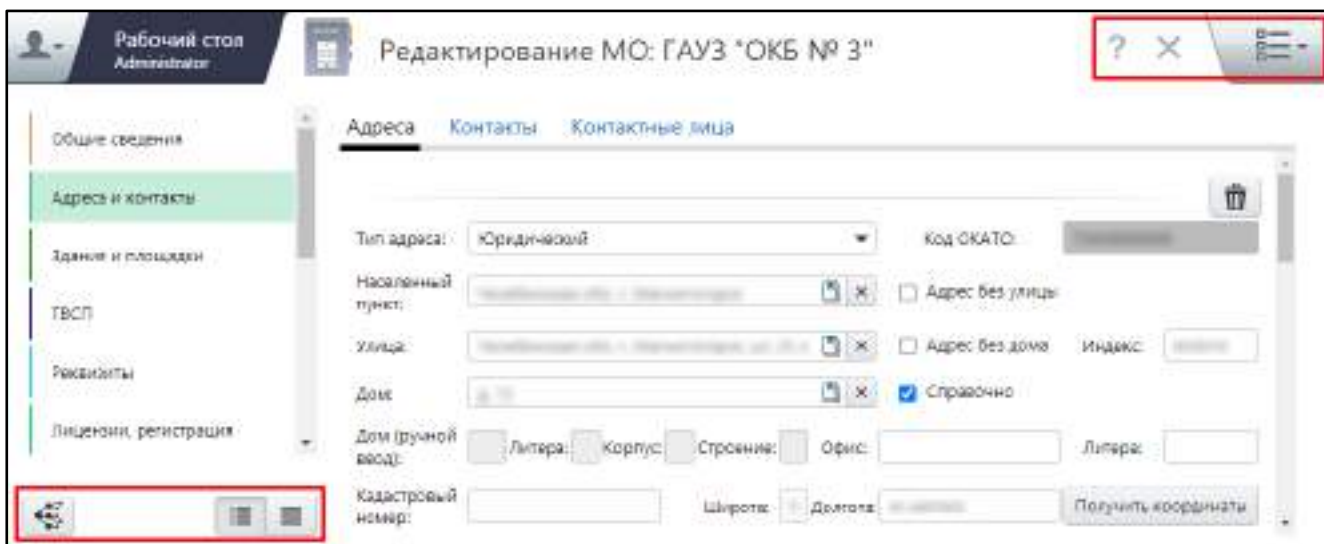 Рабочий стол
Administrator
Редактирование МО: ГАУЗ "ОКБ № 3"
?
Общие сведения
Адреса и контакты
Здания и площадки
ТВСП
Реквизиты
Лицензии, регистрация
Адреса Контакты Контактные лица
Тип адреса: Юридический Код ОКАТО:
Населенный
пункт: Адрес без улицы
Улица: Адрес без дома Индекс:
Дом: Справочно
Дом (ручной
ввод): Литера: Корпус: Строение: Офис: Литера:
Кадастровый
номер: Широта: Долгота: Получить координаты